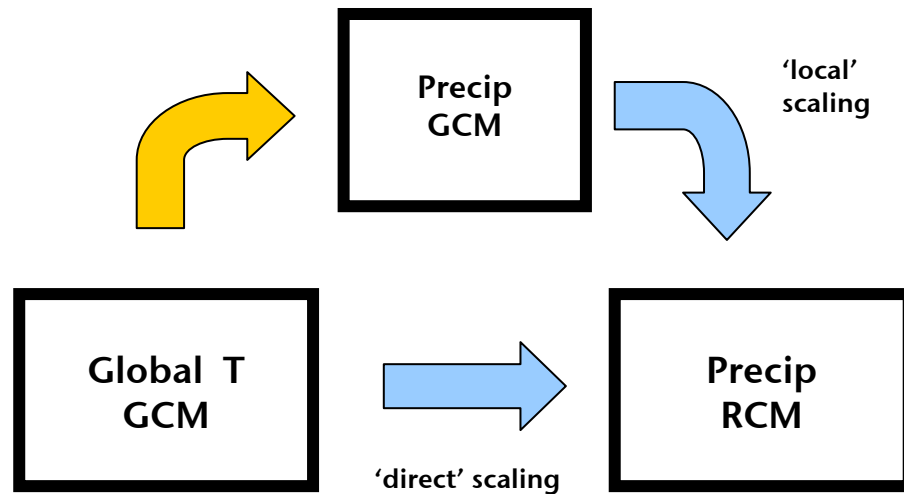 Precip
GCM
‘local’
scaling
Global T
GCM
Precip
RCM
‘direct’ scaling